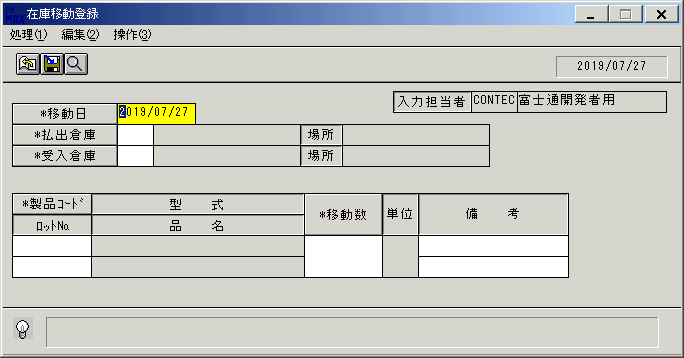 在庫移動登録
処理(1) 編集(2) 操作(3)
2019/07/27
入力担当者 CONTEC 富士通開発者用
*移動日 2019/07/27
*払出倉庫 場所
*受入倉庫 場所
*製品ｺｰﾄﾞ 型 式 *移動数 単位 備 考
ﾛｯﾄNo. 品 名